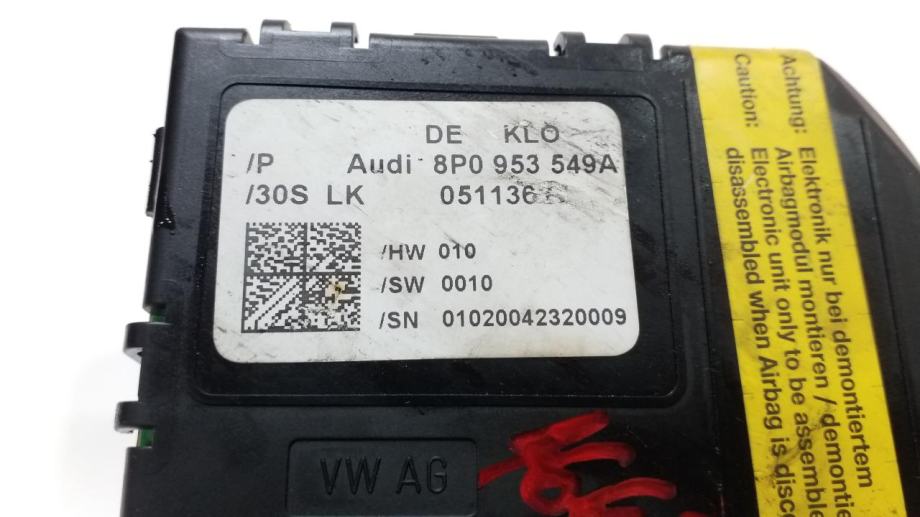 DE KLO
/P Audi 8P0 953 549A
/30S LK 051136
/HW 010
/SW 0010
/SN 01020042320009
VW AG
Achtung: Elektronik nur bei demontiertem
Airbagmodul montieren / demontie
Caution: Electronic unit only to be assemble
disassembled when Airbag is disco